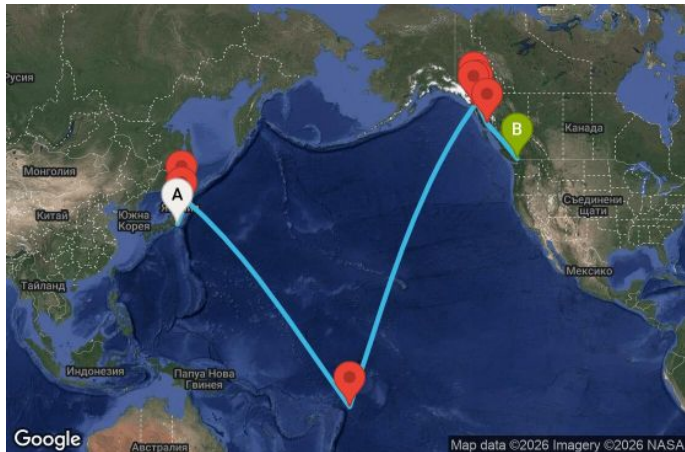 Русия
Канада
B
Монголия
A
Съединени
щати
Китай
Южна
Корея
Мексико
Тайланд
Индонезия
Папуа Нова
Гвинея
Австралия
Google
Map data ©2026 Imagery ©2026 NASA